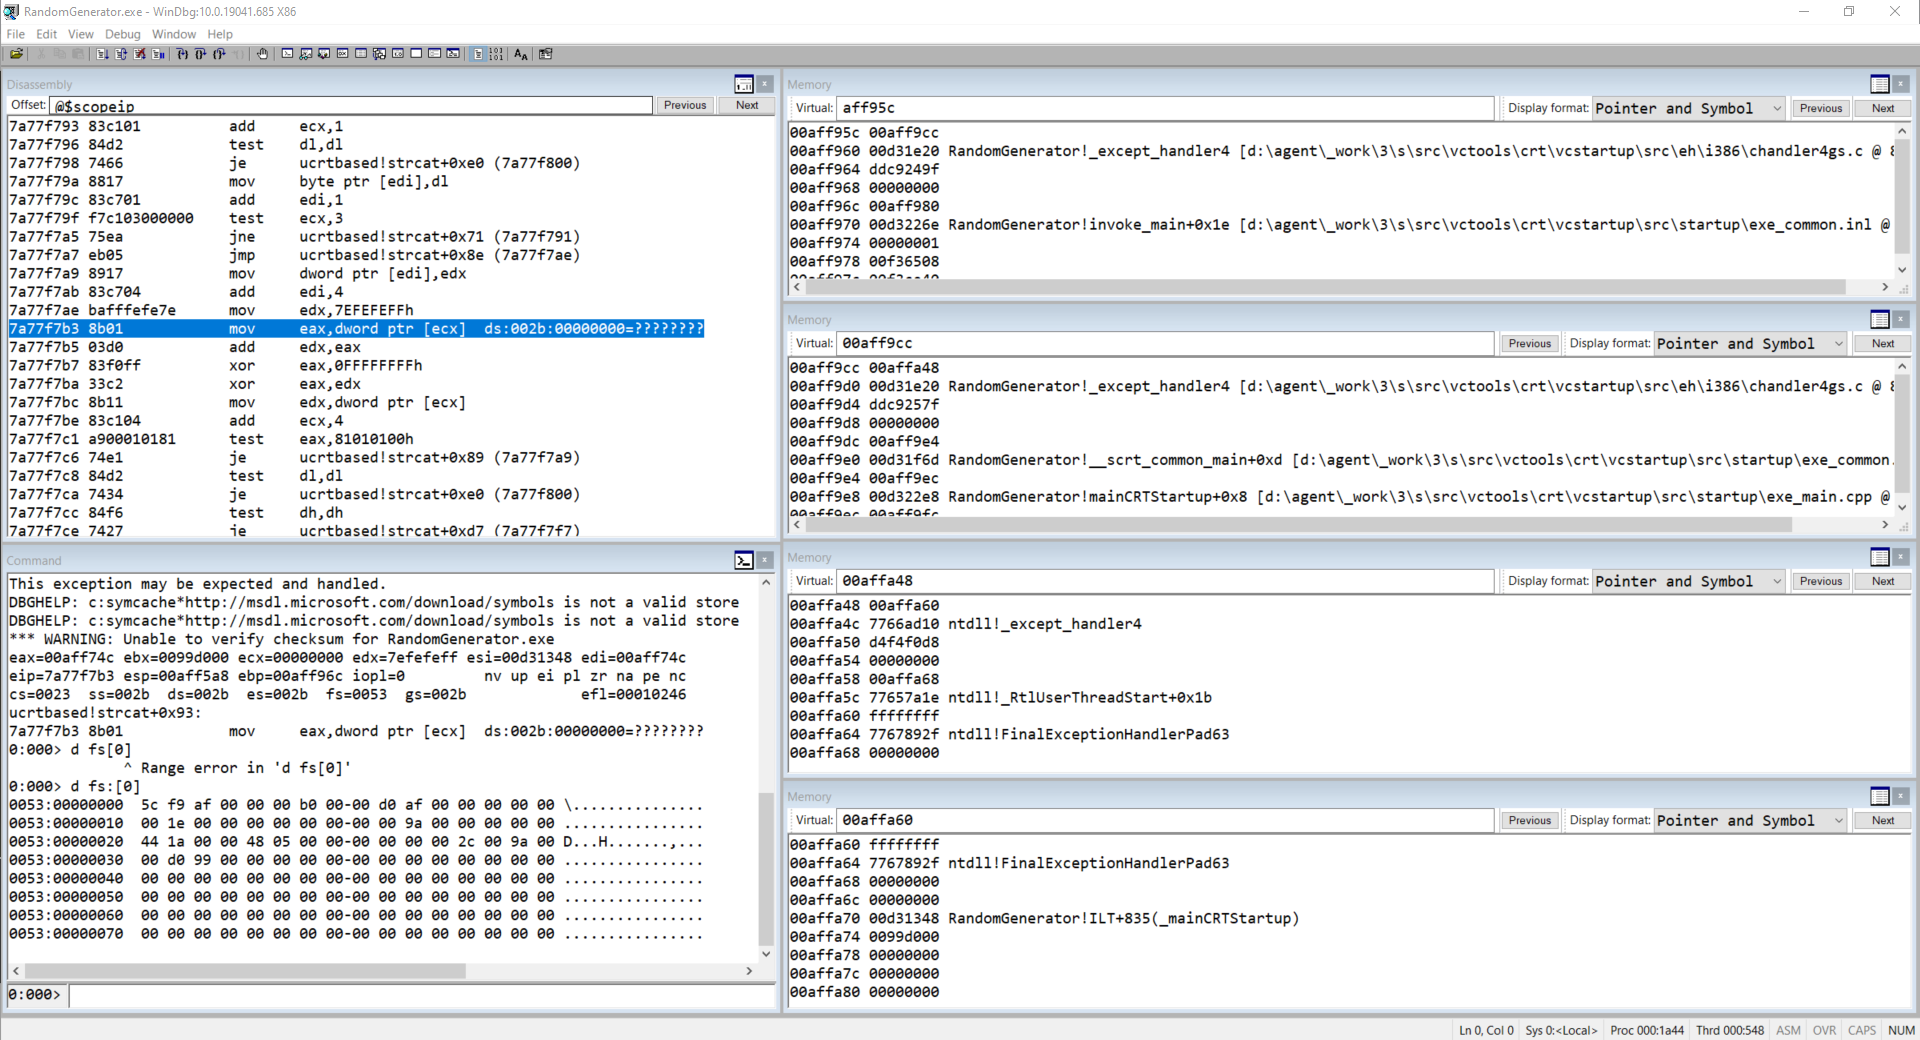 RandomGenerator.exe - WinDbg:10.0.19041.685 X86
File Edit View Debug Window Help
Disassembly
Offset: @$scopeip Previous Next
7a77f793 83c101 add ecx,1
7a77f796 84d2 test dl,dl
7a77f798 7466 je ucrtbased!strcat+0xe0 (7a77f800)
7a77f79a 8817 mov byte ptr [edi],dl
7a77f79c 83c701 add edi,1
7a77f79f f7c103000000 test ecx,3
7a77f7a5 75ea jne ucrtbased!strcat+0x71 (7a77f791)
7a77f7a7 eb05 jmp ucrtbased!strcat+0x8e (7a77f7ae)
7a77f7a9 8917 mov dword ptr [edi],edx
7a77f7ab 83c704 add edi,4
7a77f7ae bafffefe7e mov edx,7EFEFEFFh
7a77f7b3 8b01 mov eax,dword ptr [ecx] ds:002b:00000000=????????
7a77f7b5 03d0 add edx,eax
7a77f7b7 83f0ff xor eax,0FFFFFFFFh
7a77f7ba 33c2 xor eax,edx
7a77f7bc 8b11 mov edx,dword ptr [ecx]
7a77f7be 83c104 add ecx,4
7a77f7c1 a900010181 test eax,81010100h
7a77f7c6 74e1 je ucrtbased!strcat+0x89 (7a77f7a9)
7a77f7c8 84d2 test dl,dl
7a77f7ca 7434 je ucrtbased!strcat+0xe0 (7a77f800)
7a77f7cc 84f6 test dh,dh
7a77f7ce 7427 je ucrtbased!strcat+0xd7 (7a77f7f7)
Command
This exception may be expected and handled.
DBGHELP: c:symcache*http://msdl.microsoft.com/download/symbols is not a valid store
DBGHELP: c:symcache*http://msdl.microsoft.com/download/symbols is not a valid store
*** WARNING: Unable to verify checksum for RandomGenerator.exe
eax=00aff74c ebx=0099d000 ecx=00000000 edx=7efefeff esi=00d31348 edi=00aff74c
eip=7a77f7b3 esp=00aff5a8 ebp=00aff96c iopl=0 nv up ei pl zr na pe nc
cs=0023 ss=002b ds=002b es=002b fs=0053 gs=002b efl=00010246
ucrtbased!strcat+0x93:
7a77f7b3 8b01 mov eax,dword ptr [ecx] ds:002b:00000000=????????
0:000> d fs[0]
^ Range error in 'd fs[0]'
0:000> d fs:[0]
0053:00000000 5c f9 af 00 00 00 b0 00-00 d0 af 00 00 00 00 00 \...............
0053:00000010 00 1e 00 00 00 00 00 00-00 00 9a 00 00 00 00 00 ................
0053:00000020 44 1a 00 00 48 05 00 00-00 00 00 00 2c 00 9a 00 D...H.......,...
0053:00000030 00 d0 99 00 00 00 00 00-00 00 00 00 00 00 00 00 ................
0053:00000040 00 00 00 00 00 00 00 00-00 00 00 00 00 00 00 00 ................
0053:00000050 00 00 00 00 00 00 00 00-00 00 00 00 00 00 00 00 ................
0053:00000060 00 00 00 00 00 00 00 00-00 00 00 00 00 00 00 00 ................
0053:00000070 00 00 00 00 00 00 00 00-00 00 00 00 00 00 00 00 ................
0:000>
Memory
Virtual: aff95c Display format: Pointer and Symbol Previous Next
00aff95c 00aff9cc
00aff960 00d31e20 RandomGenerator!_except_handler4 [d:\agent\_work\3\s\src\vctools\crt\vcstartup\src\eh\i386\chandler4gs.c @ 8
00aff964 ddc9249f
00aff968 00000000
00aff96c 00aff980
00aff970 00d3226e RandomGenerator!invoke_main+0x1e [d:\agent\_work\3\s\src\vctools\crt\vcstartup\src\startup\exe_common.inl @
00aff974 00000001
00aff978 00f36508
Memory
Virtual: 00aff9cc Previous Display format: Pointer and Symbol Next
00aff9cc 00affa48
00aff9d0 00d31e20 RandomGenerator!_except_handler4 [d:\agent\_work\3\s\src\vctools\crt\vcstartup\src\eh\i386\chandler4gs.c @ 8
00aff9d4 ddc9257f
00aff9d8 00000000
00aff9dc 00aff9e4
00aff9e0 00d31f6d RandomGenerator!__scrt_common_main+0xd [d:\agent\_work\3\s\src\vctools\crt\vcstartup\src\startup\exe_common.
00aff9e4 00aff9ec
00aff9e8 00d322e8 RandomGenerator!mainCRTStartup+0x8 [d:\agent\_work\3\s\src\vctools\crt\vcstartup\src\startup\exe_main.cpp @
00aff9ec 00aff9fc
Memory
Virtual: 00affa48 Display format: Pointer and Symbol Previous Next
00affa48 00affa60
00affa4c 7766ad10 ntdll!_except_handler4
00affa50 d4f4f0d8
00affa54 00000000
00affa58 00affa68
00affa5c 77657a1e ntdll!_RtlUserThreadStart+0x1b
00affa60 ffffffff
00affa64 7767892f ntdll!FinalExceptionHandlerPad63
00affa68 00000000
Memory
Virtual: 00affa60 Previous Display format: Pointer and Symbol Next
00affa60 ffffffff
00affa64 7767892f ntdll!FinalExceptionHandlerPad63
00affa68 00000000
00affa6c 00000000
00affa70 00d31348 RandomGenerator!ILT+835(_mainCRTStartup)
00affa74 0099d000
00affa78 00000000
00affa7c 00000000
00affa80 00000000
Ln 0, Col 0 Sys 0:<Local> Proc 000:1a44 Thrd 000:548 ASM OVR CAPS NUM